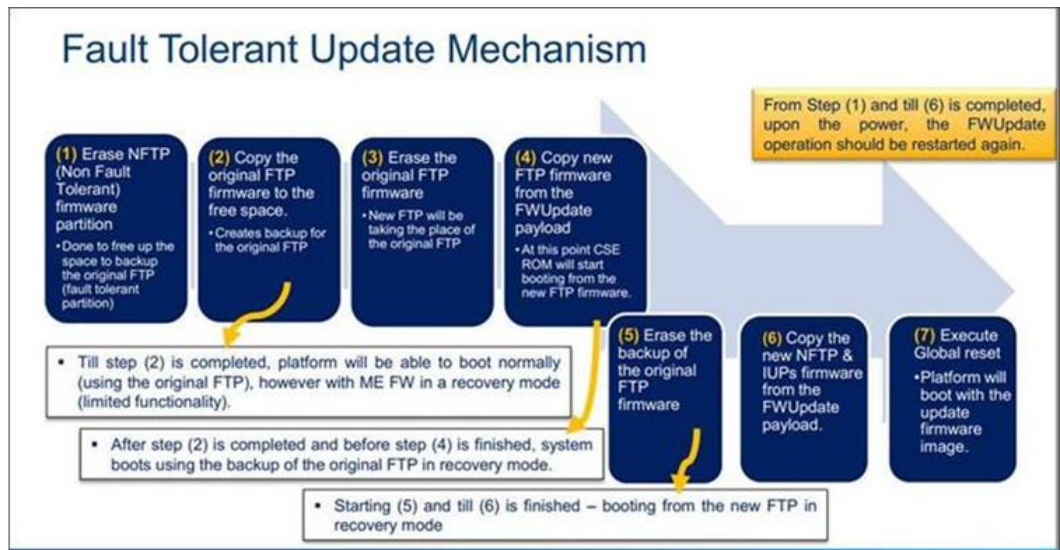 Fault Tolerant Update Mechanism
From Step (1) and till (6) is completed,
upon the power, the FWUpdate
operation should be restarted again.
(1) Erase NFTP
(Non Fault
Tolerant)
firmware
partition
•Done to free up the
space to backup
the original FTP
(fault tolerant
partition)
(2) Copy the
original FTP
firmware to the
free space.
•Creates backup for
the original FTP
(3) Erase the
original FTP
firmware
•New FTP will be
taking the place of
the original FTP
(4) Copy new
FTP firmware
from the
FWUpdate
payload
•At this point CSE
ROM will start
booting from the
new FTP firmware.
(5) Erase the
backup of
the original
FTP
firmware
(6) Copy the
new NFTP &
IUPs firmware
from the
FWUpdate
payload.
(7) Execute
Global reset
•Platform will
boot with the
update
firmware
image.
▪ Till step (2) is completed, platform will be able to boot normally
(using the original FTP), however with ME FW in a recovery mode
(limited functionality).
▪ After step (2) is completed and before step (4) is finished, system
boots using the backup of the original FTP in recovery mode.
▪ Starting (5) and till (6) is finished – booting from the new FTP in
recovery mode